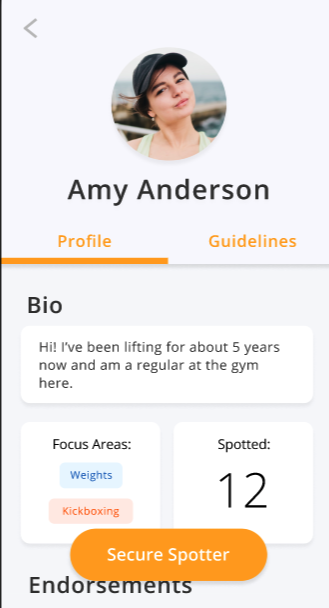 Amy Anderson
Profile
Guidelines
Bio
Hi! I've been lifting for about 5 years
now and am a regular at the gym
here.
Focus Areas:
Weights
Kickboxing
Spotted:
12
Secure Spotter
Endorsements